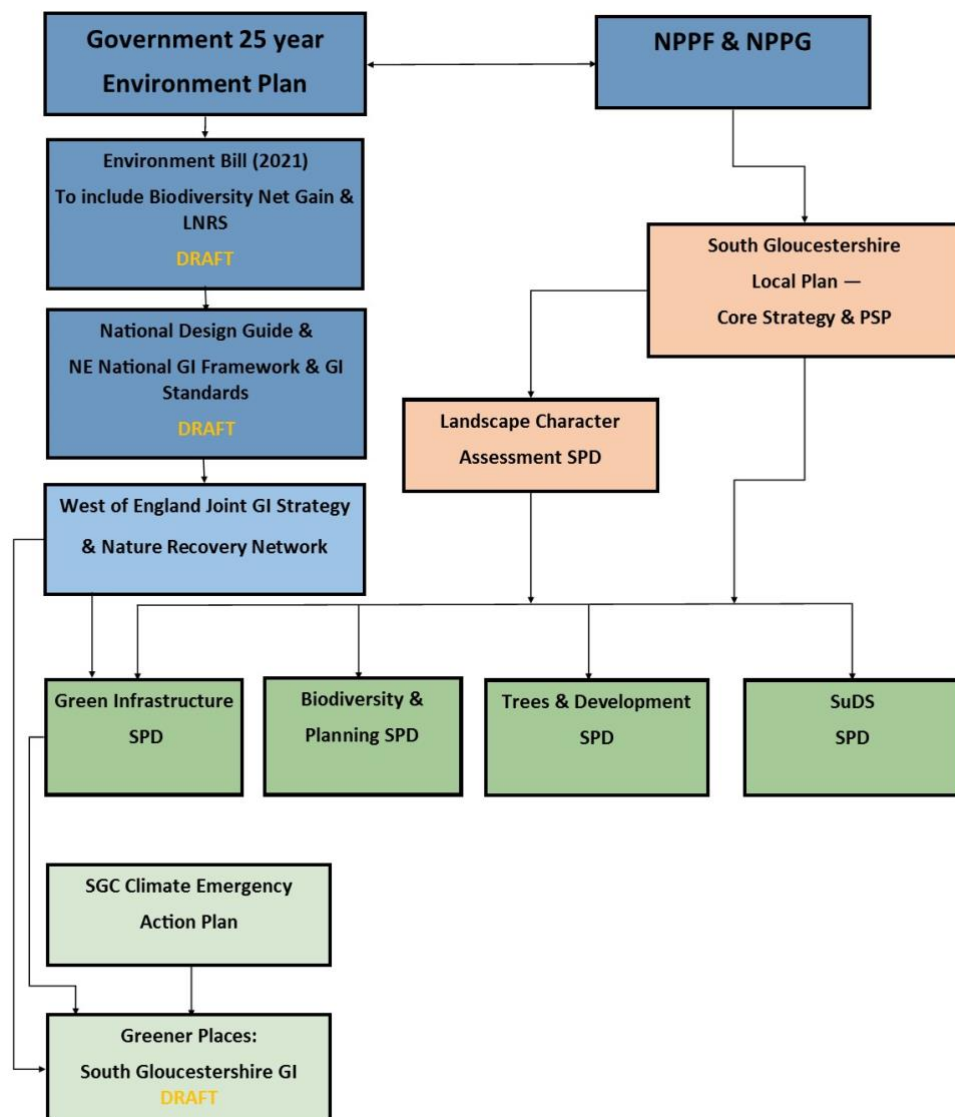 Government 25 year
Environment Plan
NPPF & NPPG
Environment Bill (2021)
To include Biodiversity Net Gain &
LNRS
DRAFT
South Gloucestershire
Local Plan —
Core Strategy & PSP
National Design Guide &
NE National GI Framework & GI
Standards
DRAFT
Landscape Character
Assessment SPD
West of England Joint GI Strategy
& Nature Recovery Network
Green Infrastructure
SPD
Biodiversity &
Planning SPD
Trees & Development
SPD
SuDS
SPD
SGC Climate Emergency
Action Plan
Greener Places:
South Gloucestershire GI
DRAFT